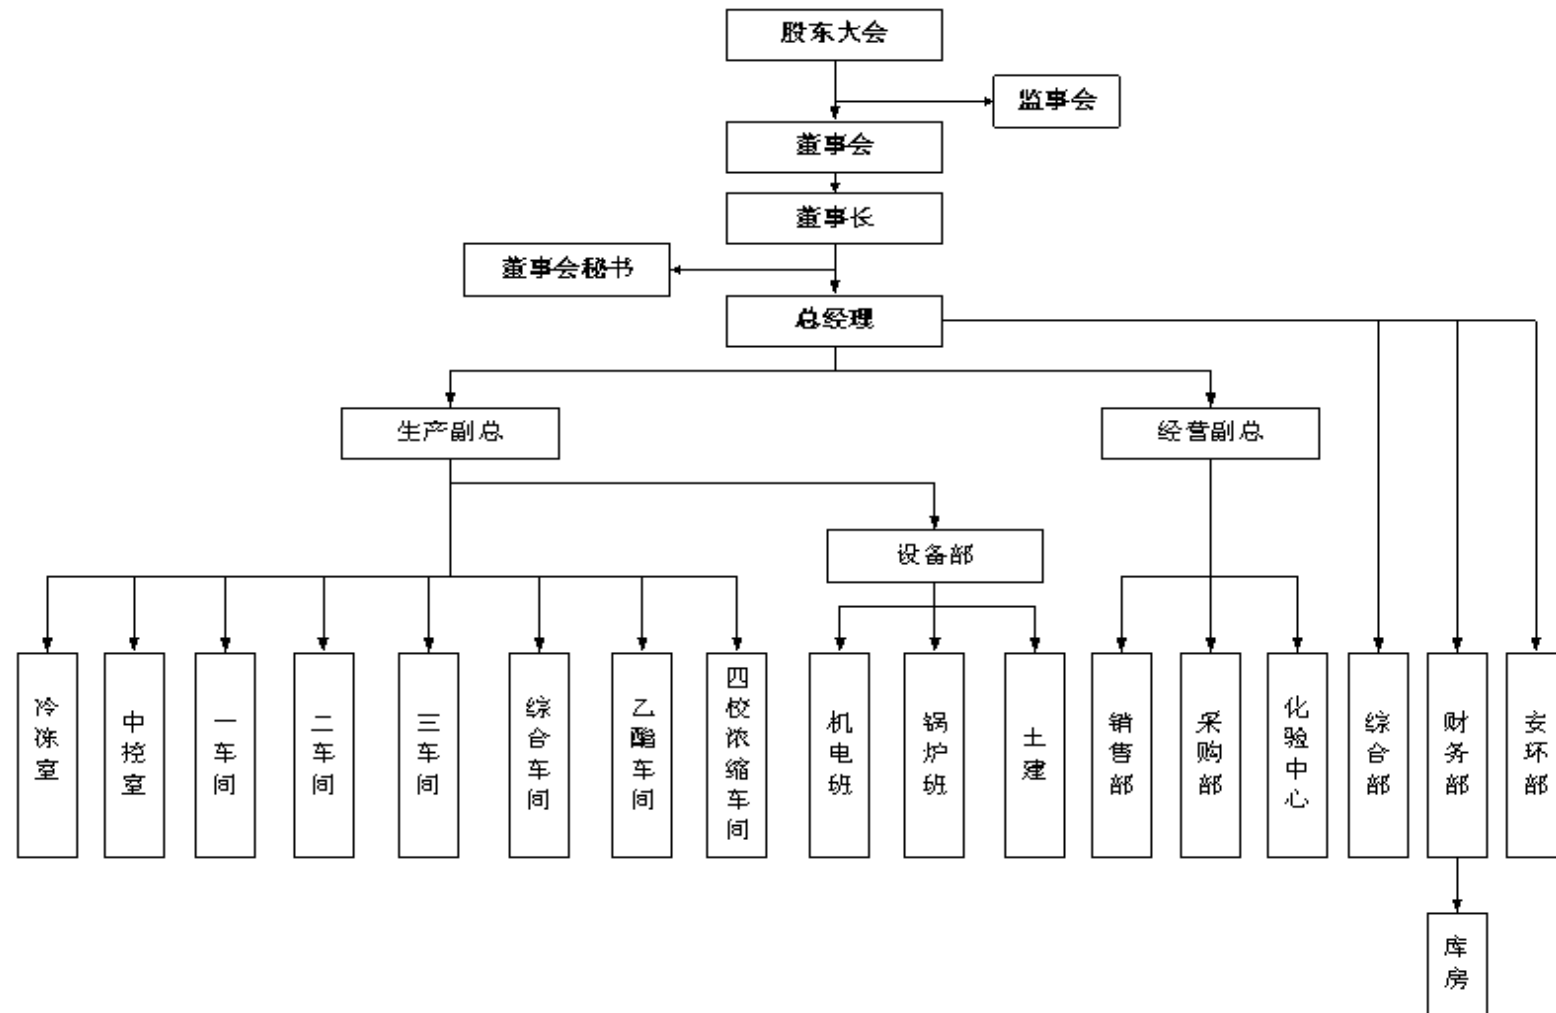 股东大会
监事会
董事会
董事长
董事会秘书
总经理
生产副总
经营副总
设备部
冷冻室
中控室
一车间
二车间
三车间
综合车间
乙酯车间
四校浓缩车间
机电班
锅炉班
土建
销售部
采购部
化验中心
综合部
财务部
安环部
库房